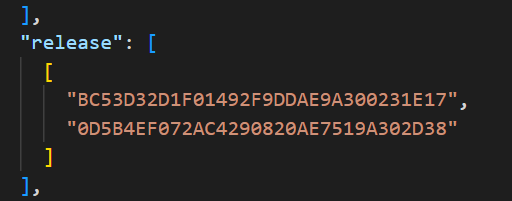 ],
"release": [
[
"BC53D32D1F01492F9DDAE9A300231E17",
"0D5B4EF072AC4290820AE7519A302D38"
]
],